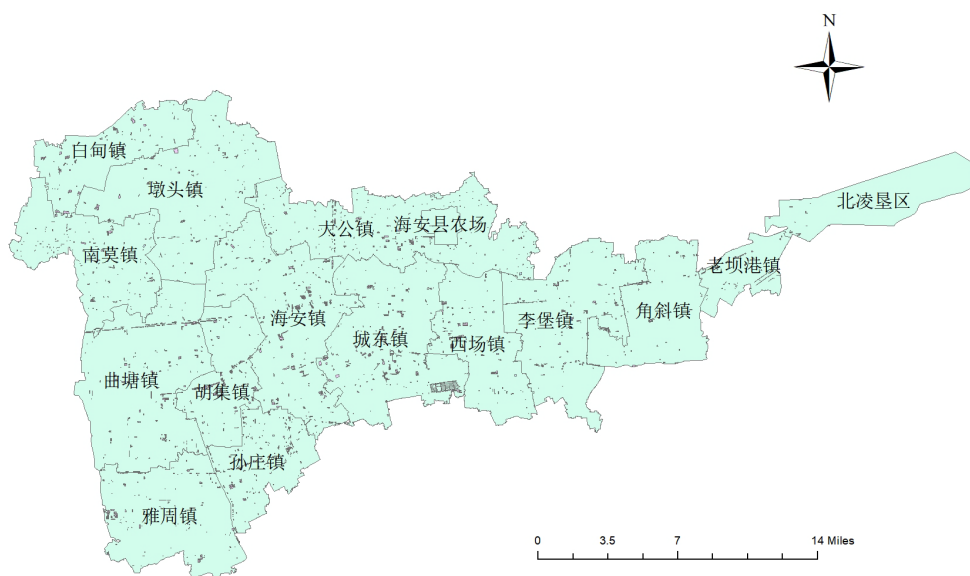 N
白甸镇
墩头镇
北凌垦区
大公镇
海安县农场
南莫镇
老坝港镇
海安镇
李堡镇
角斜镇
城东镇
西场镇
曲塘镇
胡集镇
孙庄镇
雅周镇
0 3.5 7 14 Miles